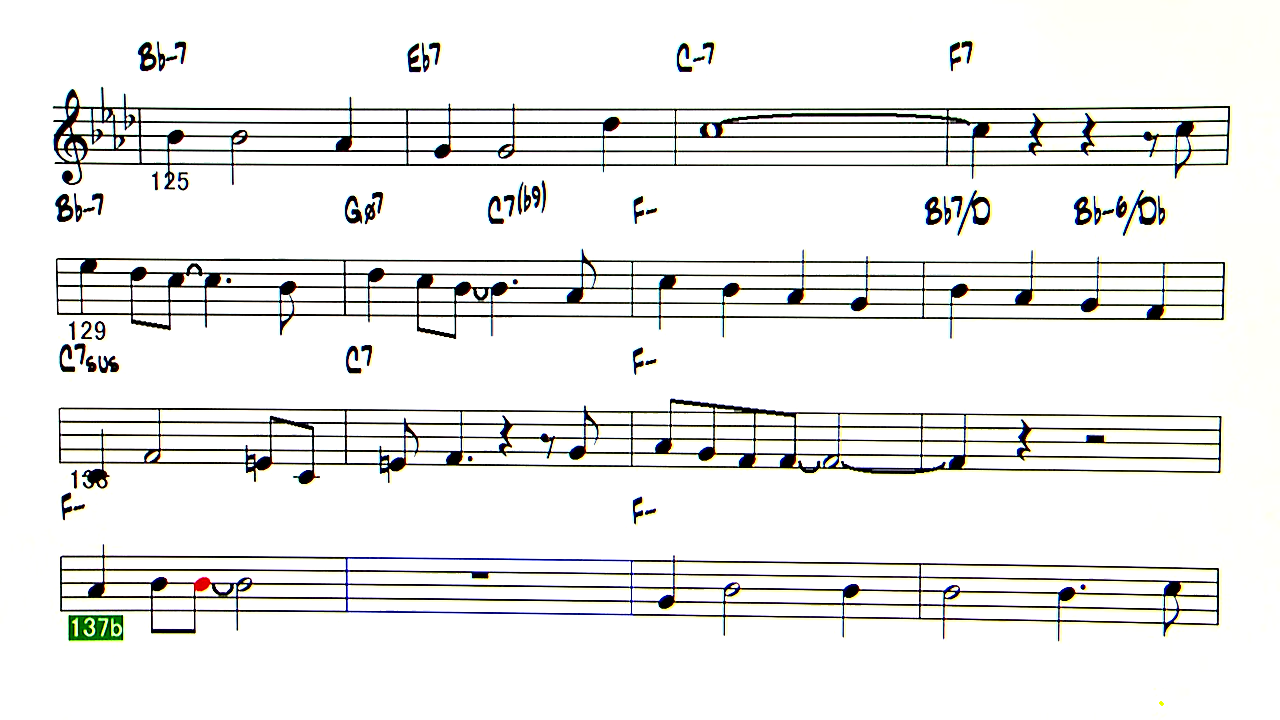 Bb-7 Eb7 C-7 F7
125
Bb-7 Gø7 C7(b9) F- Bb7/D Bb-6/Db
129
C7sus C7 F-
133
F- F-
137b